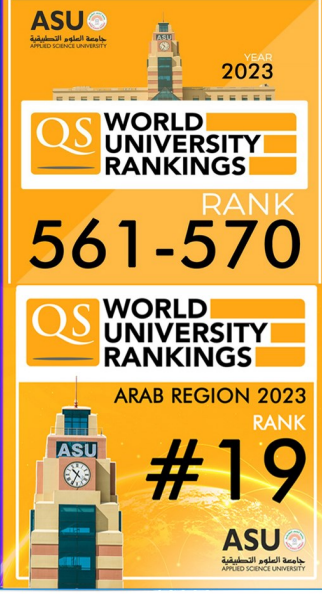 ASU
جامعة العلوم التطبيقية
APPLIED SCIENCE UNIVERSITY
YEAR
2023
ASU
QS WORLD
UNIVERSITY
RANKINGS
RANK
561-570
QS WORLD
UNIVERSITY
RANKINGS
ARAB REGION 2023
RANK
#19
ASU
ASU
جامعة العلوم التطبيقية
APPLIED SCIENCE UNIVERSITY